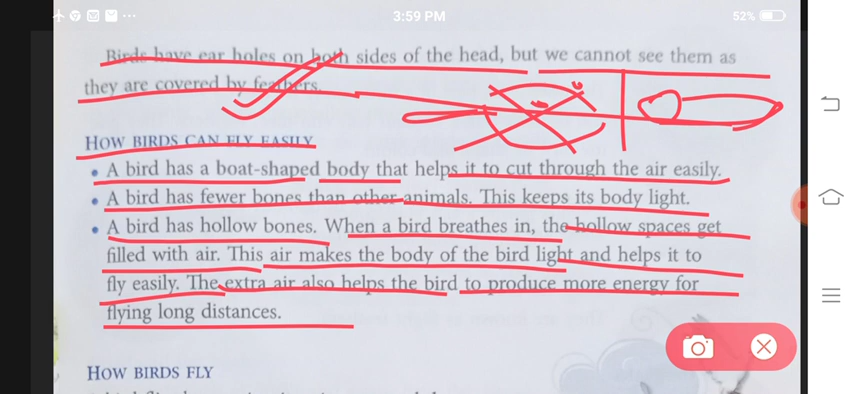 3:59 PM
52%
Birds have ear holes on both sides of the head, but we cannot see them as
they are covered by feathers.
HOW BIRDS CAN FLY EASILY
• A bird has a boat-shaped body that helps it to cut through the air easily.
• A bird has fewer bones than other animals. This keeps its body light.
• A bird has hollow bones. When a bird breathes in, the hollow spaces get
filled with air. This air makes the body of the bird light and helps it to
fly easily. The extra air also helps the bird to produce more energy for
flying long distances.
HOW BIRDS FLY